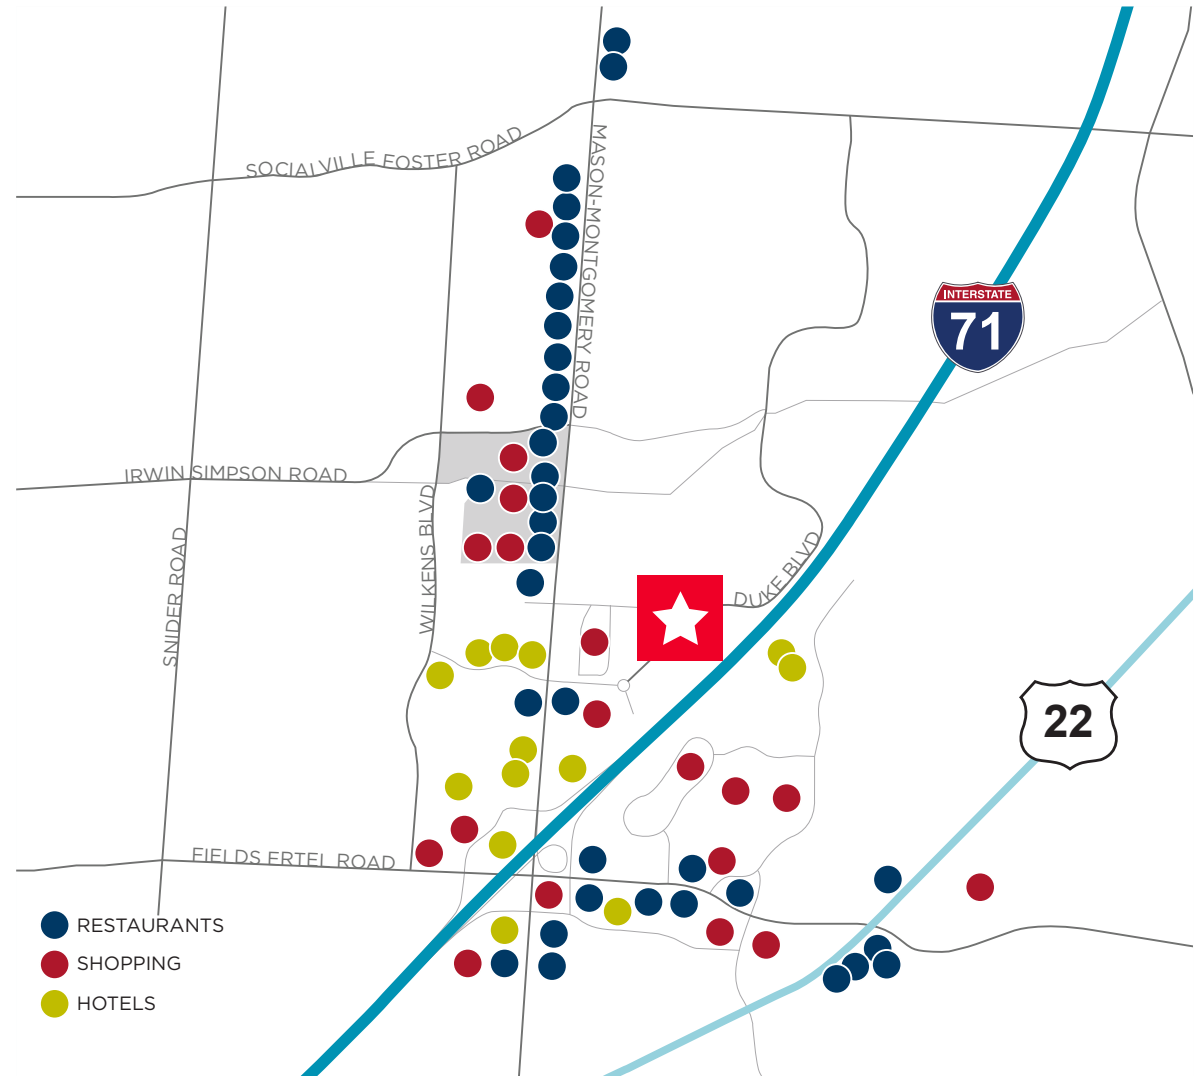 SOCIALVILLE FOSTER ROAD
MASON-MONTGOMERY ROAD
INTERSTATE
71
IRWIN SIMPSON ROAD
WILKENS BLVD
SNIDER ROAD
DUKE BLVD
22
FIELDS ERTEL ROAD
RESTAURANTS
SHOPPING
HOTELS